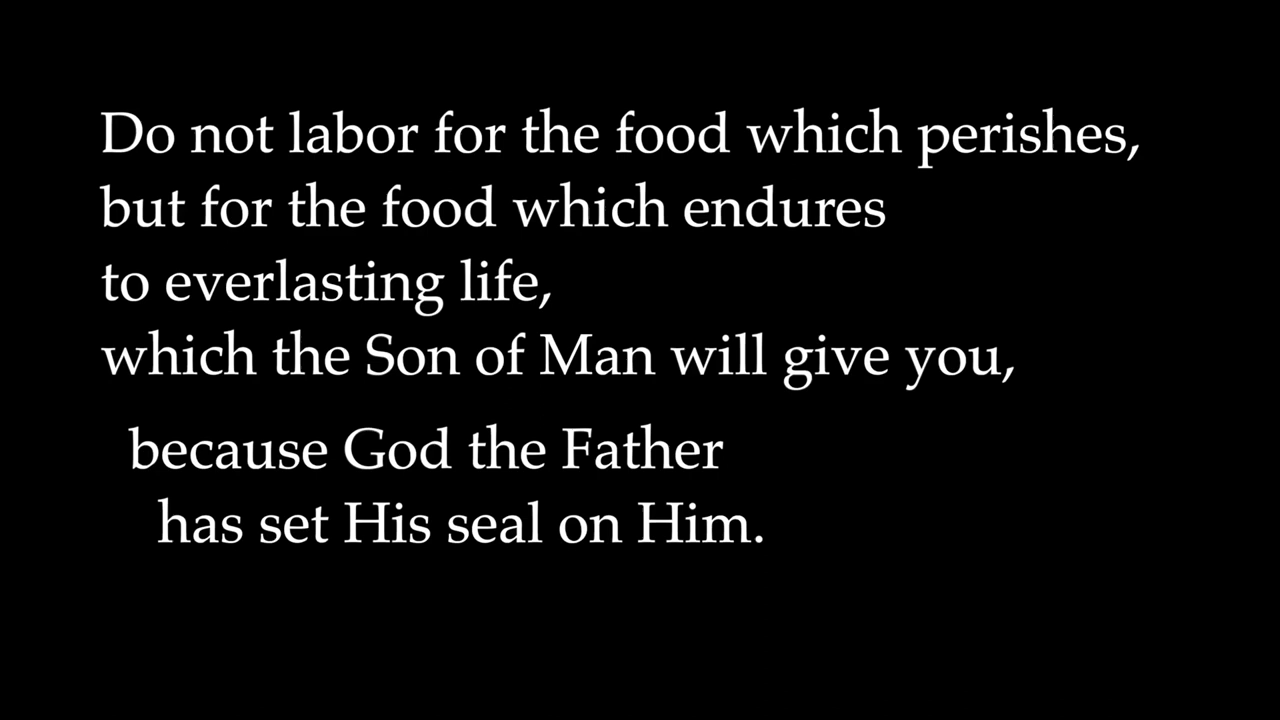 Do not labor for the food which perishes,
but for the food which endures
to everlasting life,
which the Son of Man will give you,
because God the Father
has set His seal on Him.